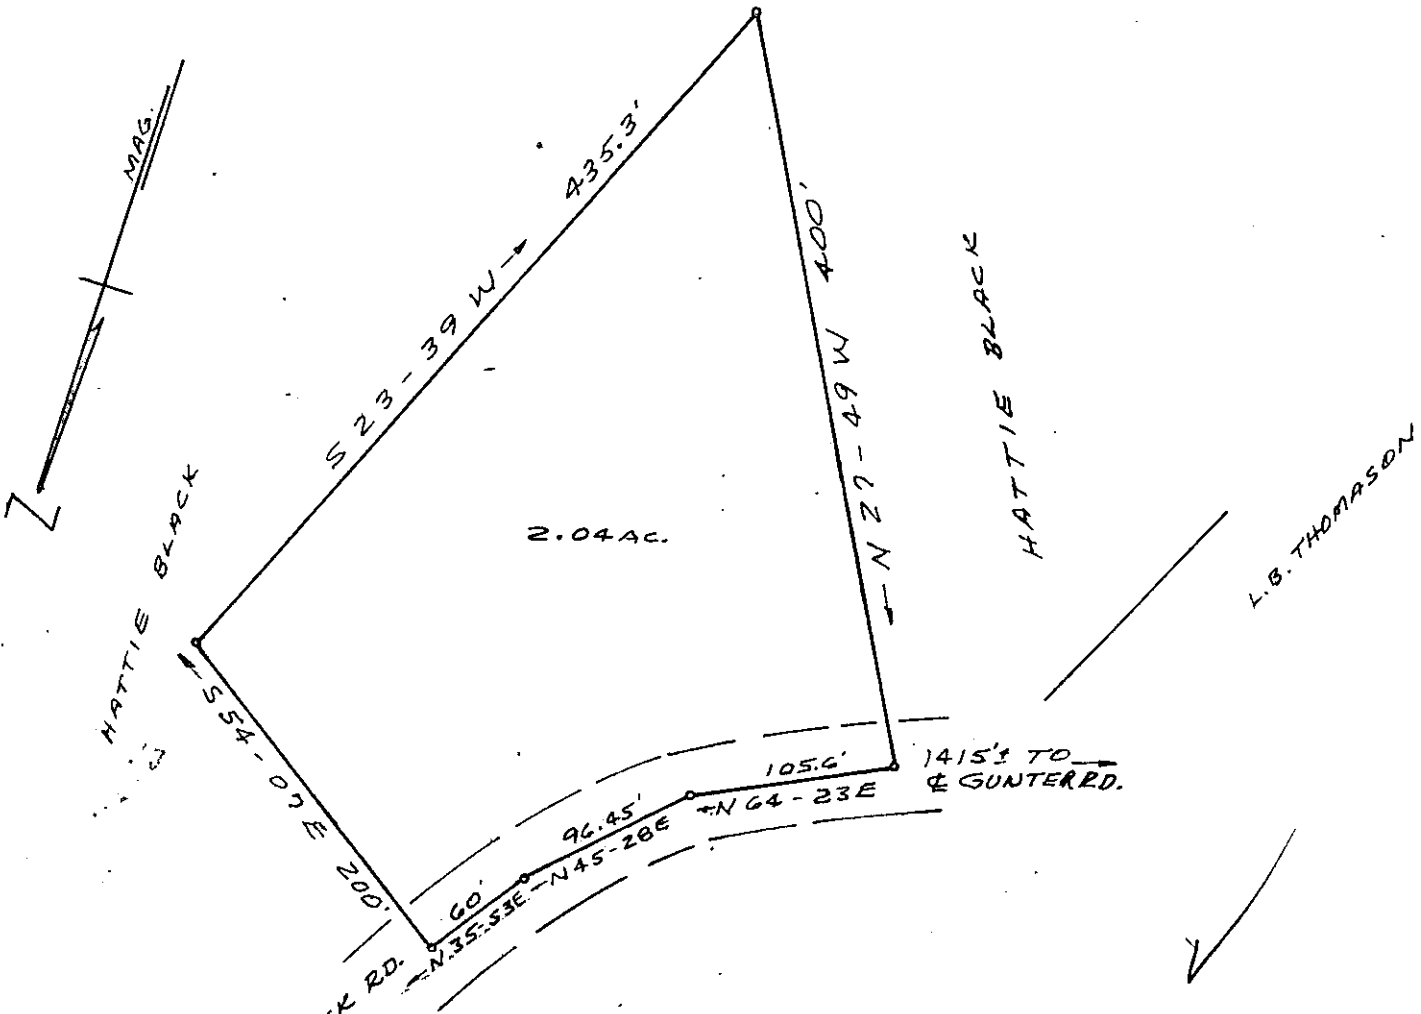 MAG.
435.3'
S 23 - 39 W
400'
N 27 - 49 W
HATTIE BLACK
HATTIE BLACK
2.04 AC.
L.B. THOMASON
S 54 - 07 E 200'
105.6'
N 64 - 23 E
1415'± TO
℄ GUNTER RD.
96.45'
N 45 - 28 E
60'
N 35 - 53 E
RD.